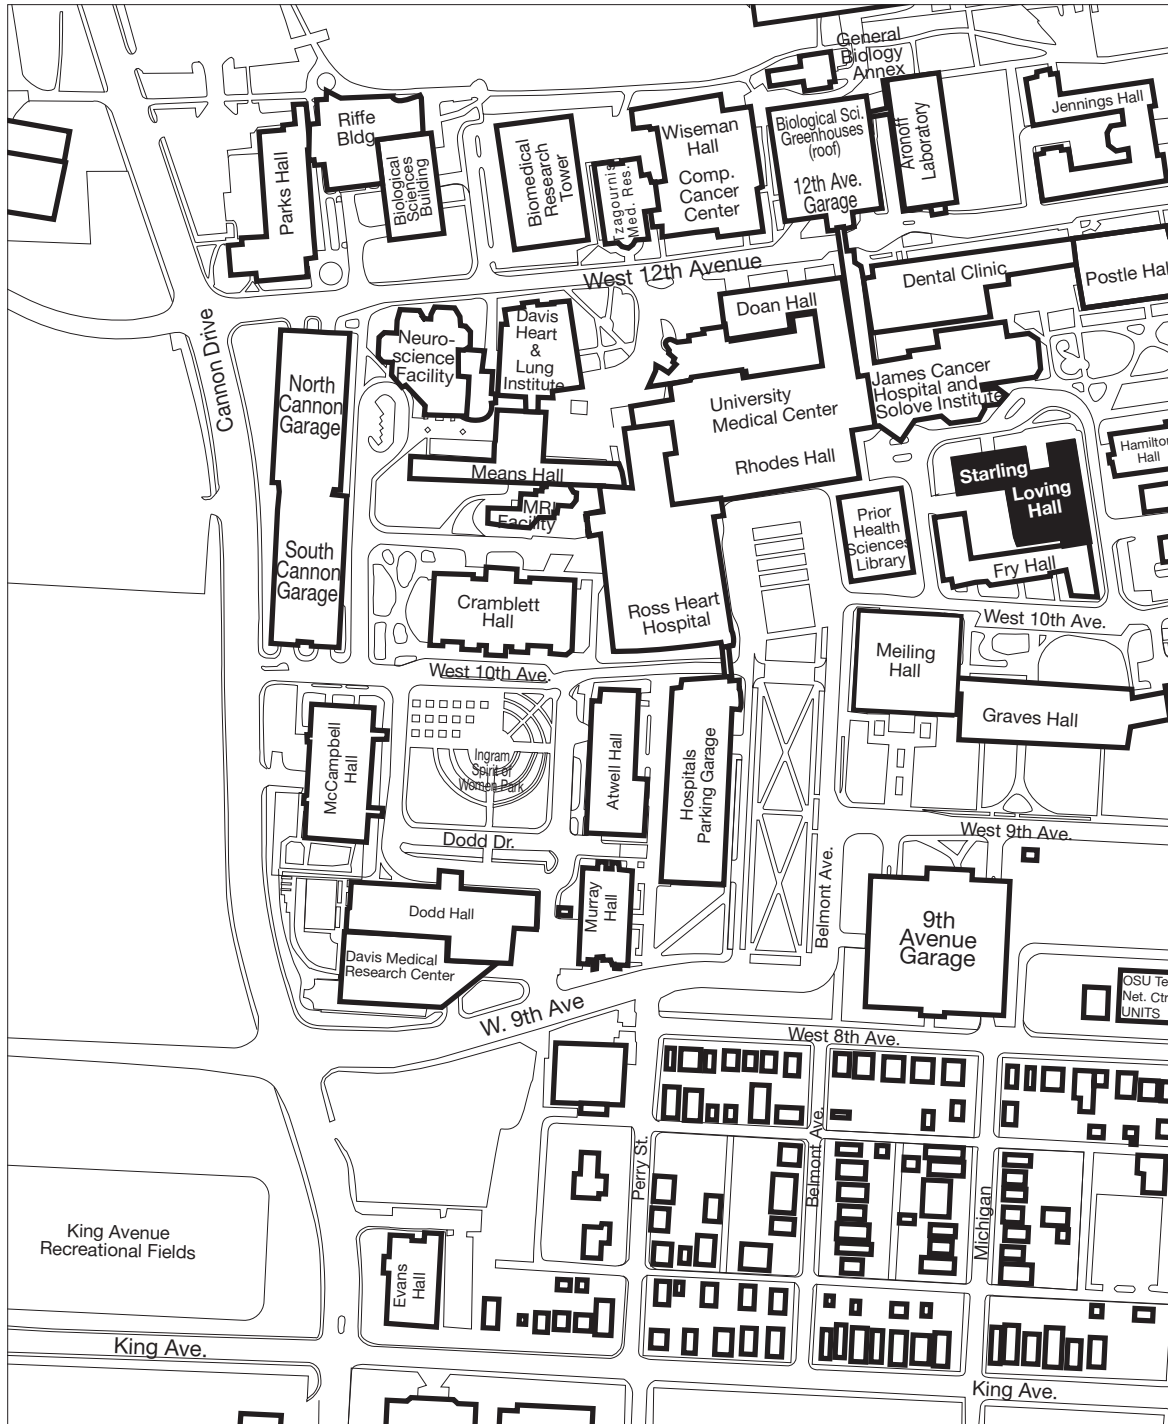 General
Biology
Annex
Jennings Hall
Riffe
Bldg.
Wiseman
Hall
Comp.
Cancer
Center
Biological Sci.
Greenhouses
(roof)
12th Ave.
Garage
Aronoff
Laboratory
Parks Hall
Biological
Sciences
Building
Biomedical
Research
Tower
Tzagournis
Med. Res.
West 12th Avenue
Dental Clinic
Postle Hal
Doan Hall
Cannon Drive
Neuro-
science
Facility
Davis
Heart
&
Lung
Institute
North
Cannon
Garage
James Cancer
Hospital and
Solove Institute
University
Medical Center
Rhodes Hall
Means Hall
MRI
Facility
Starling
Loving
Hall
Hamilton
Hall
Prior
Health
Sciences
Library
Fry Hall
South
Cannon
Garage
Cramblett
Hall
Ross Heart
Hospital
West 10th Ave.
West 10th Ave.
Meiling
Hall
Graves Hall
McCampbell
Hall
Ingram
Spirit of
Women Park
Atwell Hall
Hospitals
Parking Garage
Dodd Dr.
West 9th Ave.
Belmont Ave.
Dodd Hall
Murray
Hall
9th
Avenue
Garage
Davis Medical
Research Center
OSU Te
Net. Ctr
UNITS
W. 9th Ave
West 8th Ave.
Perry St.
Belmont Ave.
Michigan
King Avenue
Recreational Fields
Evans
Hall
King Ave.
King Ave.